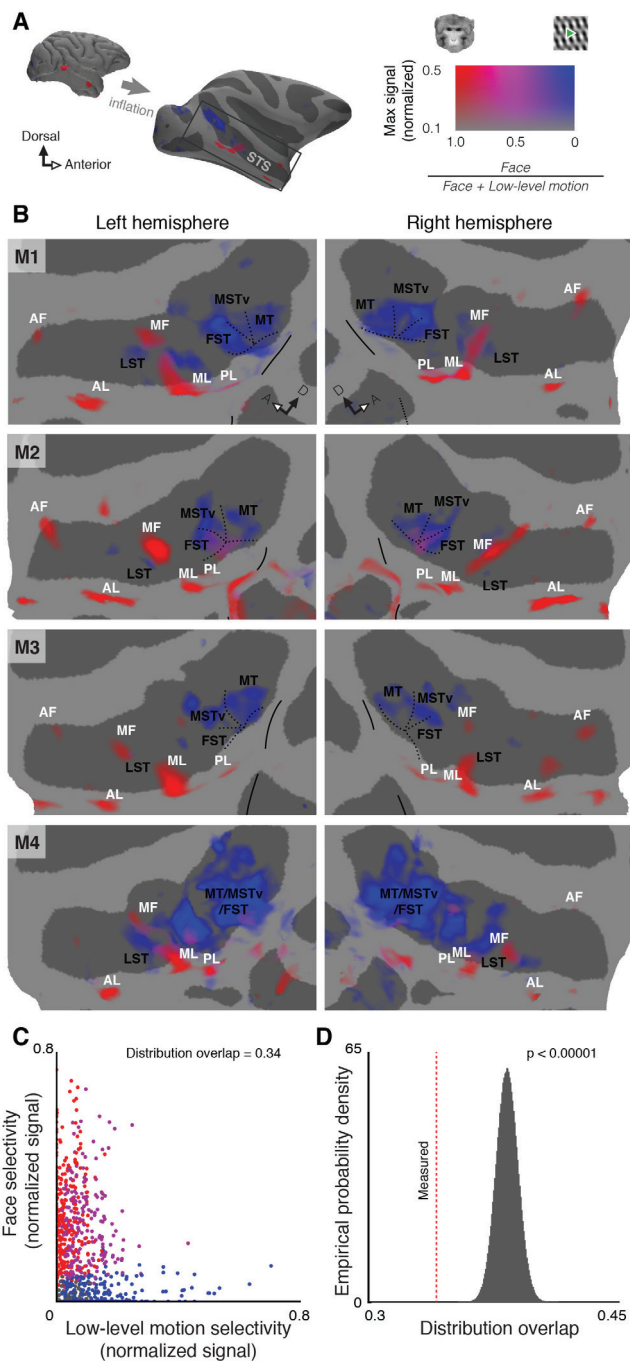 A
inflation
Dorsal
Anterior
STS
Max signal
(normalized)
0.5
0.1
1.0 0.5 0
Face
Face + Low-level motion
B
Left hemisphere
Right hemisphere
M1
AF
MF
MSTv
MT
FST
LST
ML
PL
AL
A
D
MT
MSTv
FST
MF
AF
LST
PL
ML
AL
D
A
M2
AF
MF
MSTv
MT
FST
LST
ML
PL
AL
MT
MSTv
FST
MF
AF
LST
PL
ML
AL
M3
AF
MF
MSTv
MT
FST
LST
ML
PL
AL
MT
MSTv
FST
MF
AF
LST
PL
ML
AL
M4
MT/MSTv
/FST
MF
LST
ML
PL
AL
MT/MSTv
/FST
AF
MF
PL
ML
LST
AL
C
Distribution overlap = 0.34
0.8
Face selectivity
(normalized signal)
0
0.8
Low-level motion selectivity
(normalized signal)
D
p < 0.00001
65
Empirical probability density
Measured
0
0.3
0.45
Distribution overlap